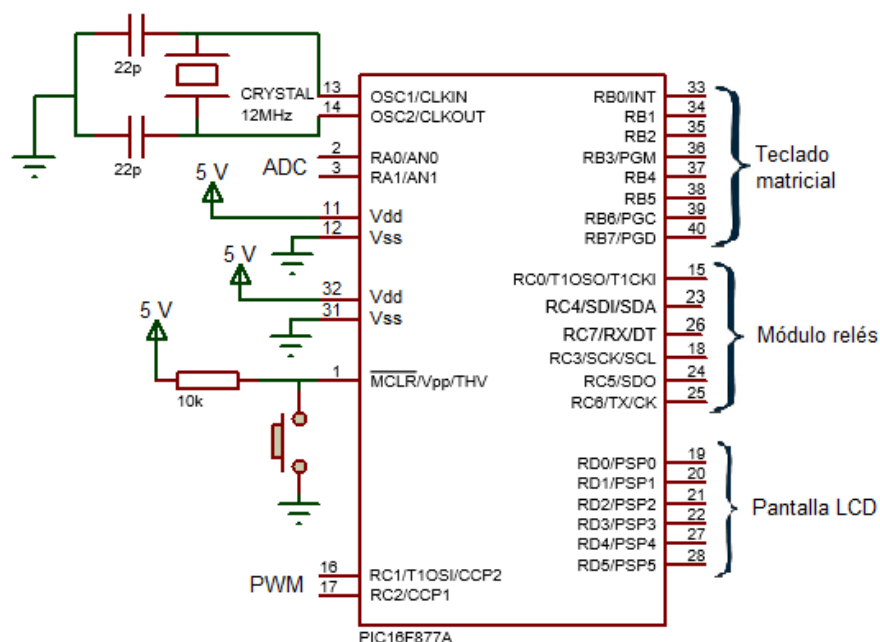 22p
CRYSTAL
12MHz
22p
13 OSC1/CLKIN
14 OSC2/CLKOUT
ADC
2 RA0/AN0
3 RA1/AN1
5 V
11 Vdd
12 Vss
5 V
32 Vdd
31 Vss
5 V
10k
1 MCLR/Vpp/THV
PWM
16 RC1/T1OSI/CCP2
17 RC2/CCP1
RB0/INT 33
RB1 34
RB2 35
RB3/PGM 36
RB4 37
RB5 38
RB6/PGC 39
RB7/PGD 40
Teclado
matricial
RC0/T1OSO/T1CKI 15
RC4/SDI/SDA 23
RC7/RX/DT 26
RC3/SCK/SCL 18
RC5/SDO 24
RC6/TX/CK 25
Módulo relés
RD0/PSP0 19
RD1/PSP1 20
RD2/PSP2 21
RD3/PSP3 22
RD4/PSP4 27
RD5/PSP5 28
Pantalla LCD
PIC16F877A